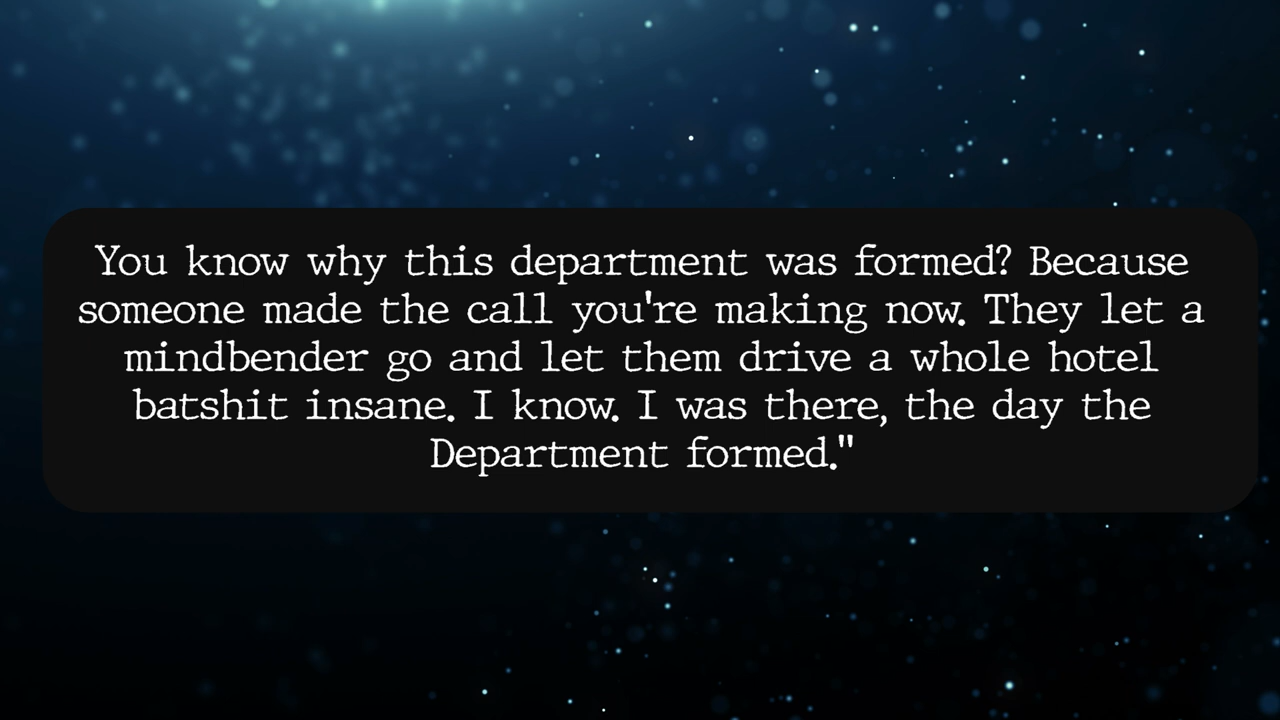 You know why this department was formed? Because
someone made the call you're making now. They let a
mindbender go and let them drive a whole hotel
batshit insane. I know. I was there, the day the
Department formed."